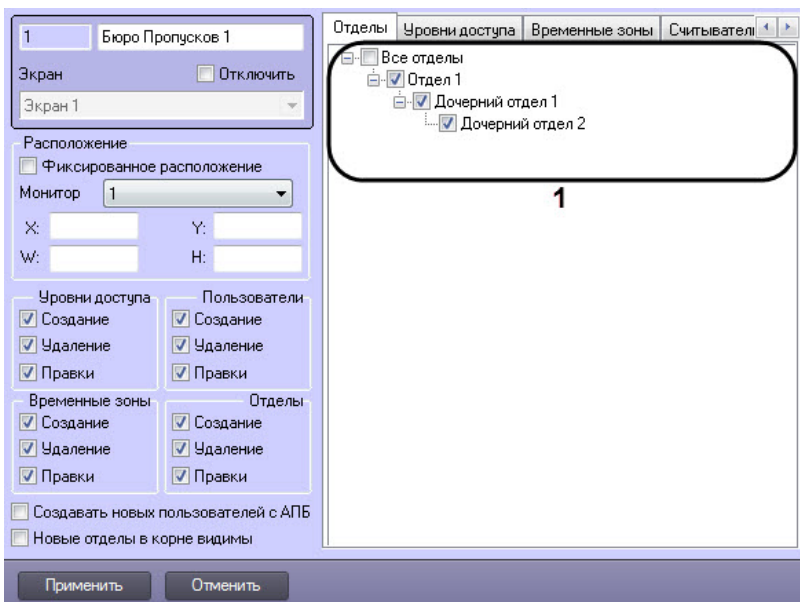 1 Бюро Пропусков 1
Экран Отключить
Экран 1
Расположение
Фиксированное расположение
Монитор 1
X: Y:
W: H:
Уровни доступа Пользователи
Создание Создание
Удаление Удаление
Правки Правки
Временные зоны Отделы
Создание Создание
Удаление Удаление
Правки Правки
Создавать новых пользователей с АПБ
Новые отделы в корне видимы
Применить Отменить
Отделы Уровни доступа Временные зоны Считывател
Все отделы
Отдел 1
Дочерний отдел 1
Дочерний отдел 2
1